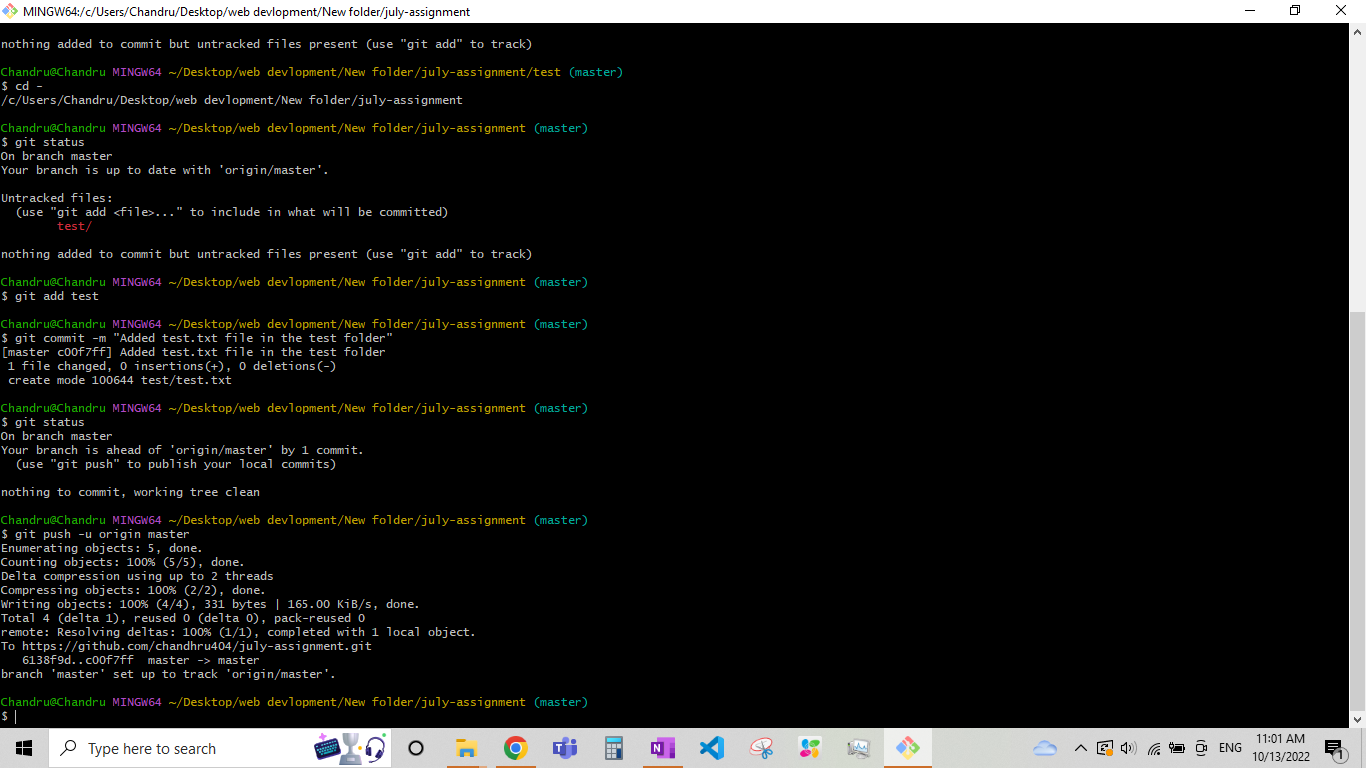 MINGW64:/c/Users/Chandru/Desktop/web devlopment/New folder/july-assignment
nothing added to commit but untracked files present (use "git add" to track)
Chandru@Chandru MINGW64 ~/Desktop/web devlopment/New folder/july-assignment/test (master)
$ cd -
/c/Users/Chandru/Desktop/web devlopment/New folder/july-assignment
Chandru@Chandru MINGW64 ~/Desktop/web devlopment/New folder/july-assignment (master)
$ git status
On branch master
Your branch is up to date with 'origin/master'.
Untracked files:
  (use "git add <file>..." to include in what will be committed)
        test/
nothing added to commit but untracked files present (use "git add" to track)
Chandru@Chandru MINGW64 ~/Desktop/web devlopment/New folder/july-assignment (master)
$ git add test
Chandru@Chandru MINGW64 ~/Desktop/web devlopment/New folder/july-assignment (master)
$ git commit -m "Added test.txt file in the test folder"
[master c00f7ff] Added test.txt file in the test folder
 1 file changed, 0 insertions(+), 0 deletions(-)
 create mode 100644 test/test.txt
Chandru@Chandru MINGW64 ~/Desktop/web devlopment/New folder/july-assignment (master)
$ git status
On branch master
Your branch is ahead of 'origin/master' by 1 commit.
  (use "git push" to publish your local commits)
nothing to commit, working tree clean
Chandru@Chandru MINGW64 ~/Desktop/web devlopment/New folder/july-assignment (master)
$ git push -u origin master
Enumerating objects: 5, done.
Counting objects: 100% (5/5), done.
Delta compression using up to 2 threads
Compressing objects: 100% (2/2), done.
Writing objects: 100% (4/4), 331 bytes | 165.00 KiB/s, done.
Total 4 (delta 1), reused 0 (delta 0), pack-reused 0
remote: Resolving deltas: 100% (1/1), completed with 1 local object.
To https://github.com/chandhru404/july-assignment.git
   6138f9d..c00f7ff  master -> master
branch 'master' set up to track 'origin/master'.
Chandru@Chandru MINGW64 ~/Desktop/web devlopment/New folder/july-assignment (master)
$
Type here to search
ENG
11:01 AM
10/13/2022
1